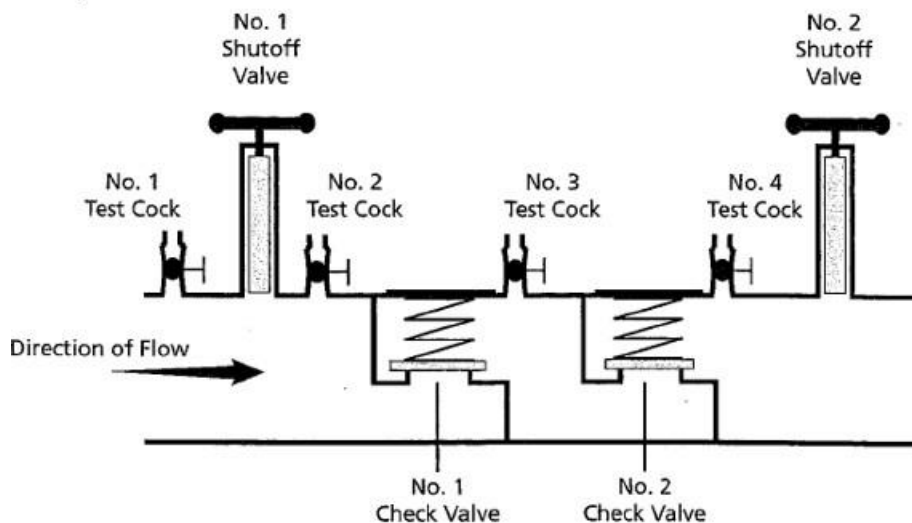 No. 1
Shutoff
Valve
No. 2
Shutoff
Valve
No. 1
Test Cock
No. 2
Test Cock
No. 3
Test Cock
No. 4
Test Cock
Direction of Flow
No. 1
Check Valve
No. 2
Check Valve